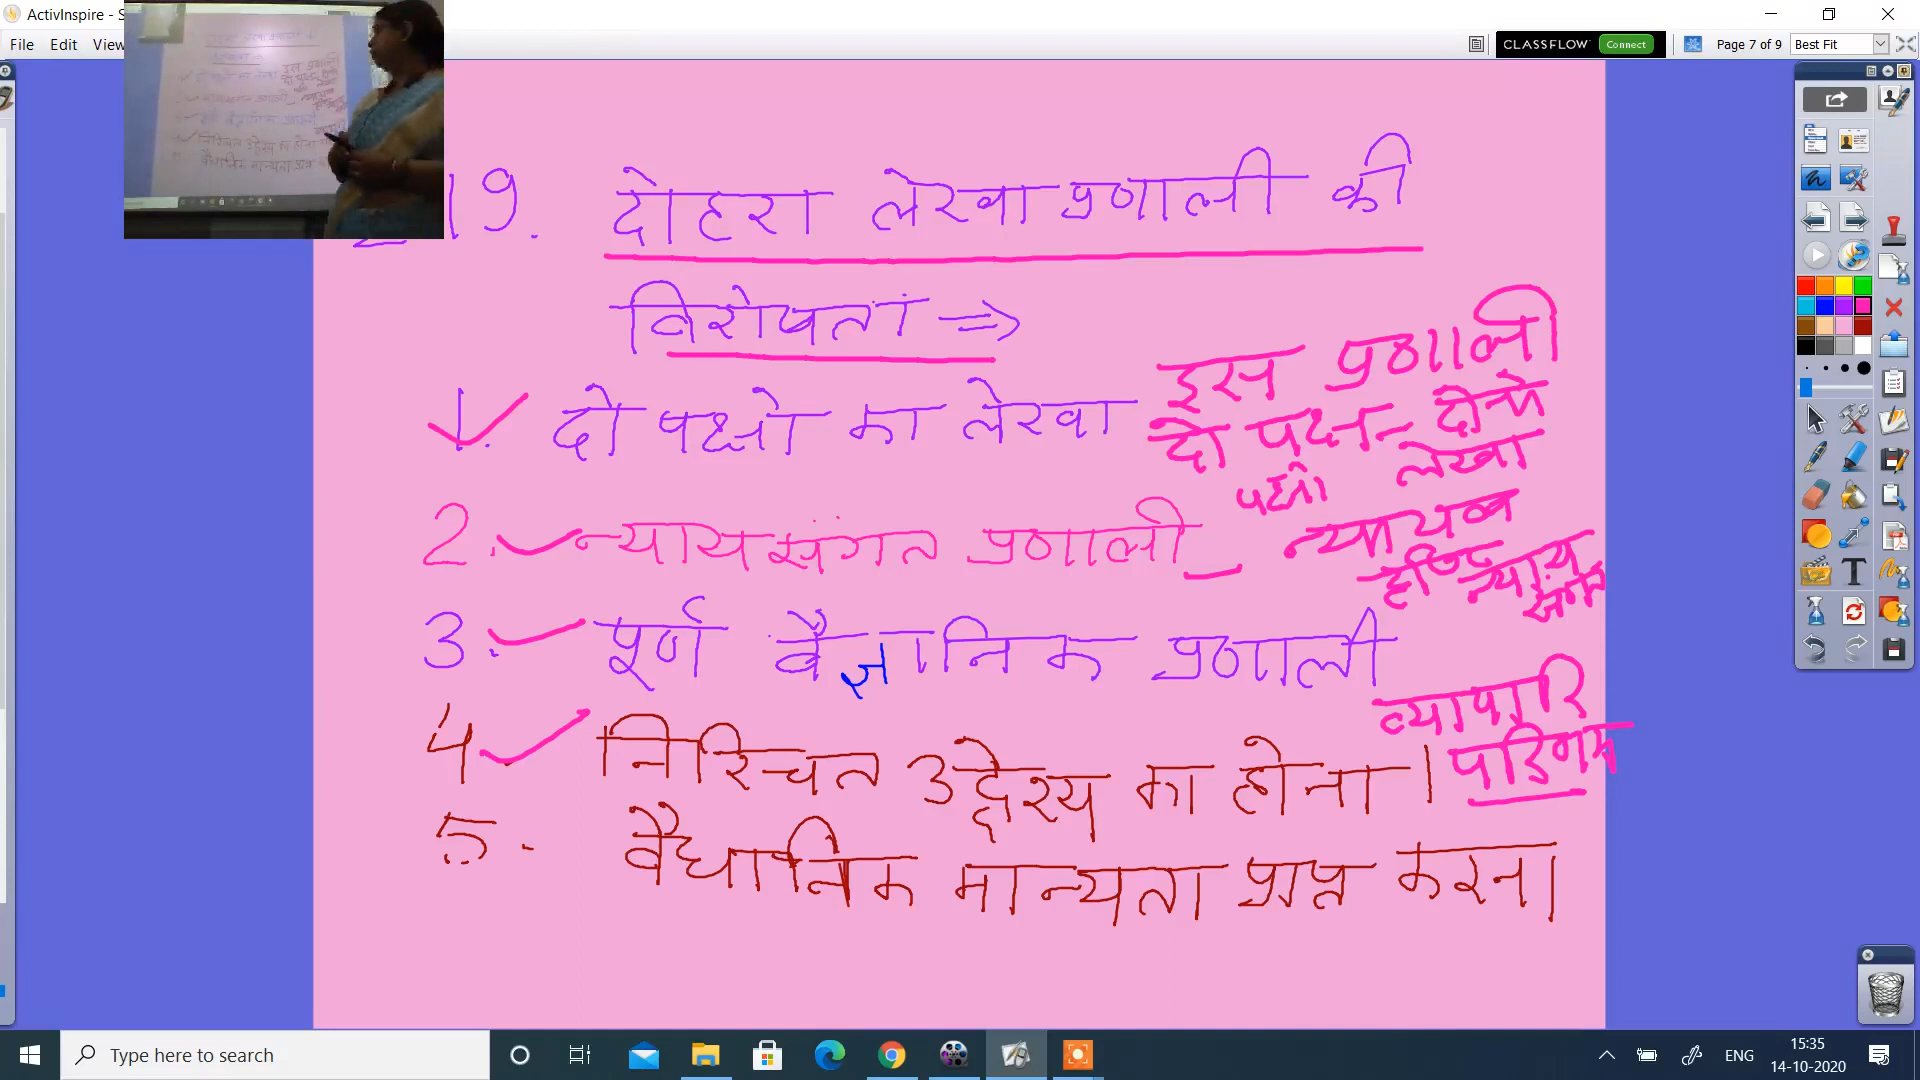 ActivInspire - S
File Edit View
CLASSFLOW Connect
Page 7 of 9 Best Fit
19. दोहरा लेखा प्रणाली की
विशेषता ⇒
1. दो पक्षो का लेखा
इस प्रणाली
दो पक्ष - दोनो
पक्षो लेखा
2. न्यायसंगत प्रणाली _
न्याय
3. पूर्ण वैज्ञानिक प्रणाली
व्यापारि
4 निश्चित उद्देश्य का होना ।
5. वैधानिक मान्यता प्राप्त करना
Type here to search
ENG
15:35
14-10-2020